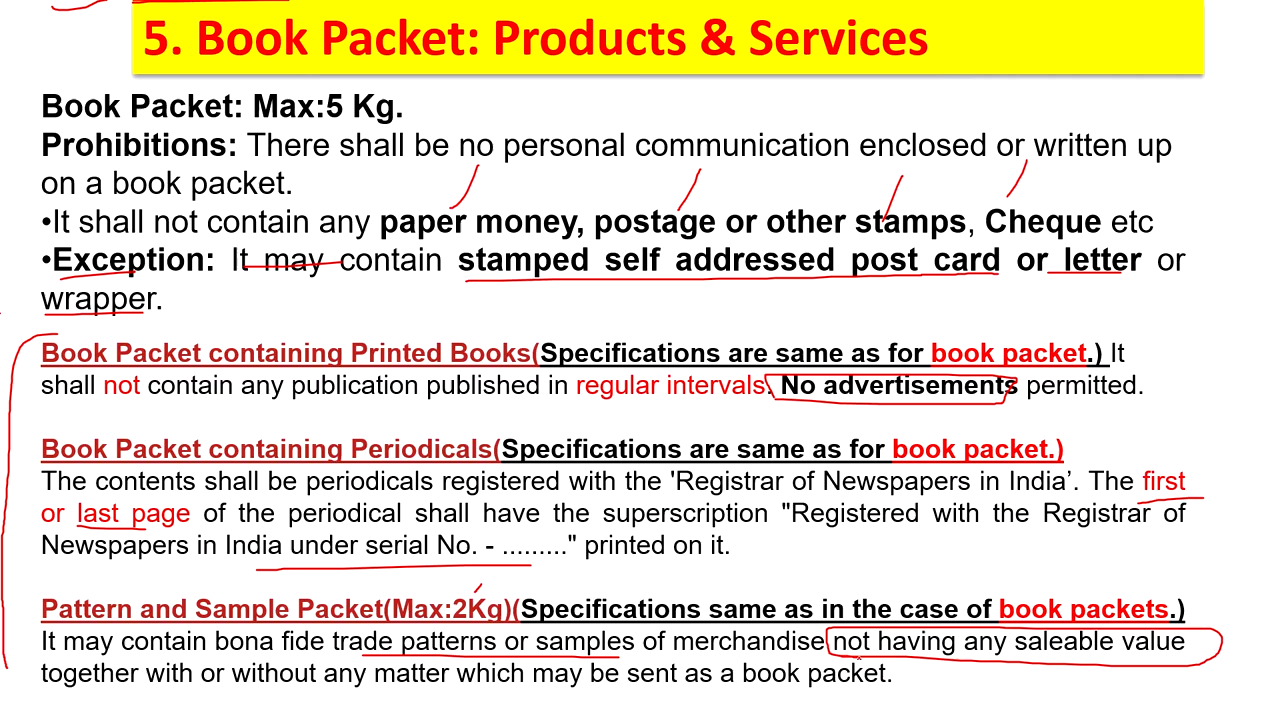 5. Book Packet: Products & Services
Book Packet: Max:5 Kg.
Prohibitions: There shall be no personal communication enclosed or written up
on a book packet.
•It shall not contain any paper money, postage or other stamps, Cheque etc
•Exception: It may contain stamped self addressed post card or letter or
wrapper.
Book Packet containing Printed Books(Specifications are same as for book packet.) It
shall not contain any publication published in regular intervals. No advertisements permitted.
Book Packet containing Periodicals(Specifications are same as for book packet.)
The contents shall be periodicals registered with the 'Registrar of Newspapers in India’. The first
or last page of the periodical shall have the superscription "Registered with the Registrar of
Newspapers in India under serial No. - ........." printed on it.
Pattern and Sample Packet(Max:2Kg)(Specifications same as in the case of book packets.)
It may contain bona fide trade patterns or samples of merchandise not having any saleable value
together with or without any matter which may be sent as a book packet.